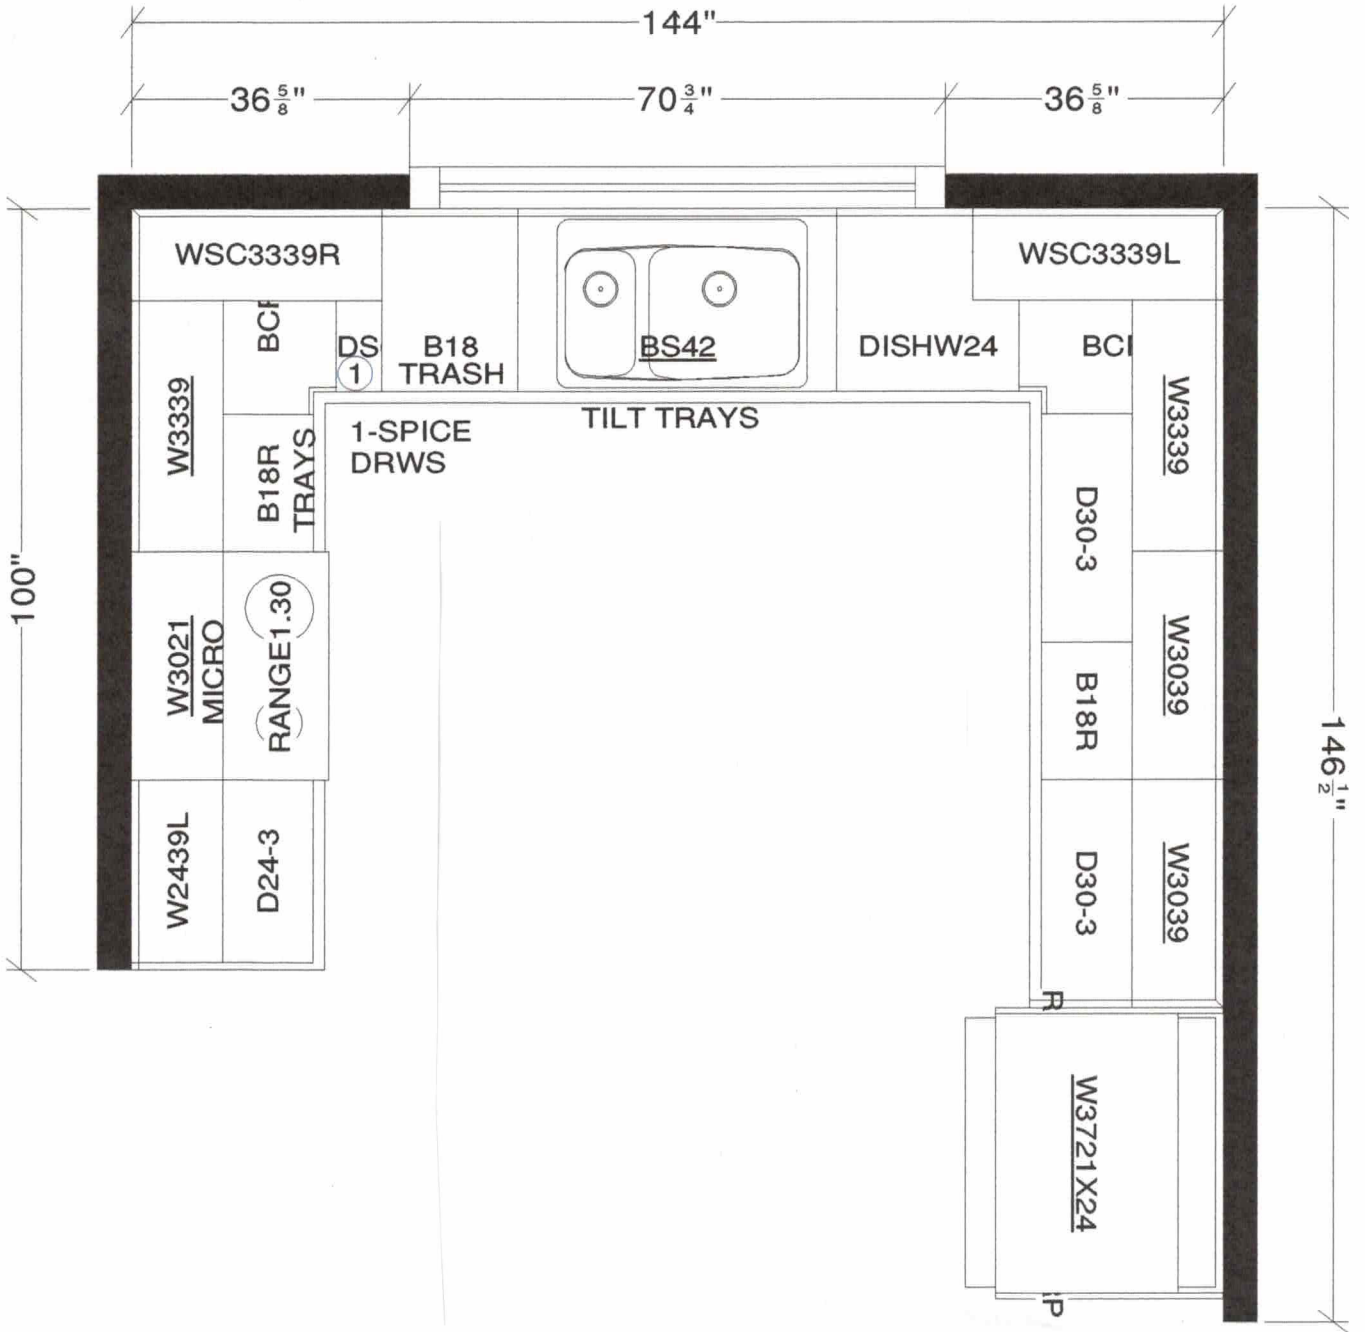 144"
36 5/8"
70 3/4"
36 5/8"
WSC3339R
WSC3339L
BCF
DS
1
B18
TRASH
BS42
DISHW24
BCF
W3339
W3339
TILT TRAYS
1-SPICE
DRWS
B18R
TRAYS
D30-3
100"
W3021
MICRO
RANGE1.30
B18R
W3039
146 1/2"
W2439L
D24-3
D30-3
W3039
R
W3721X24